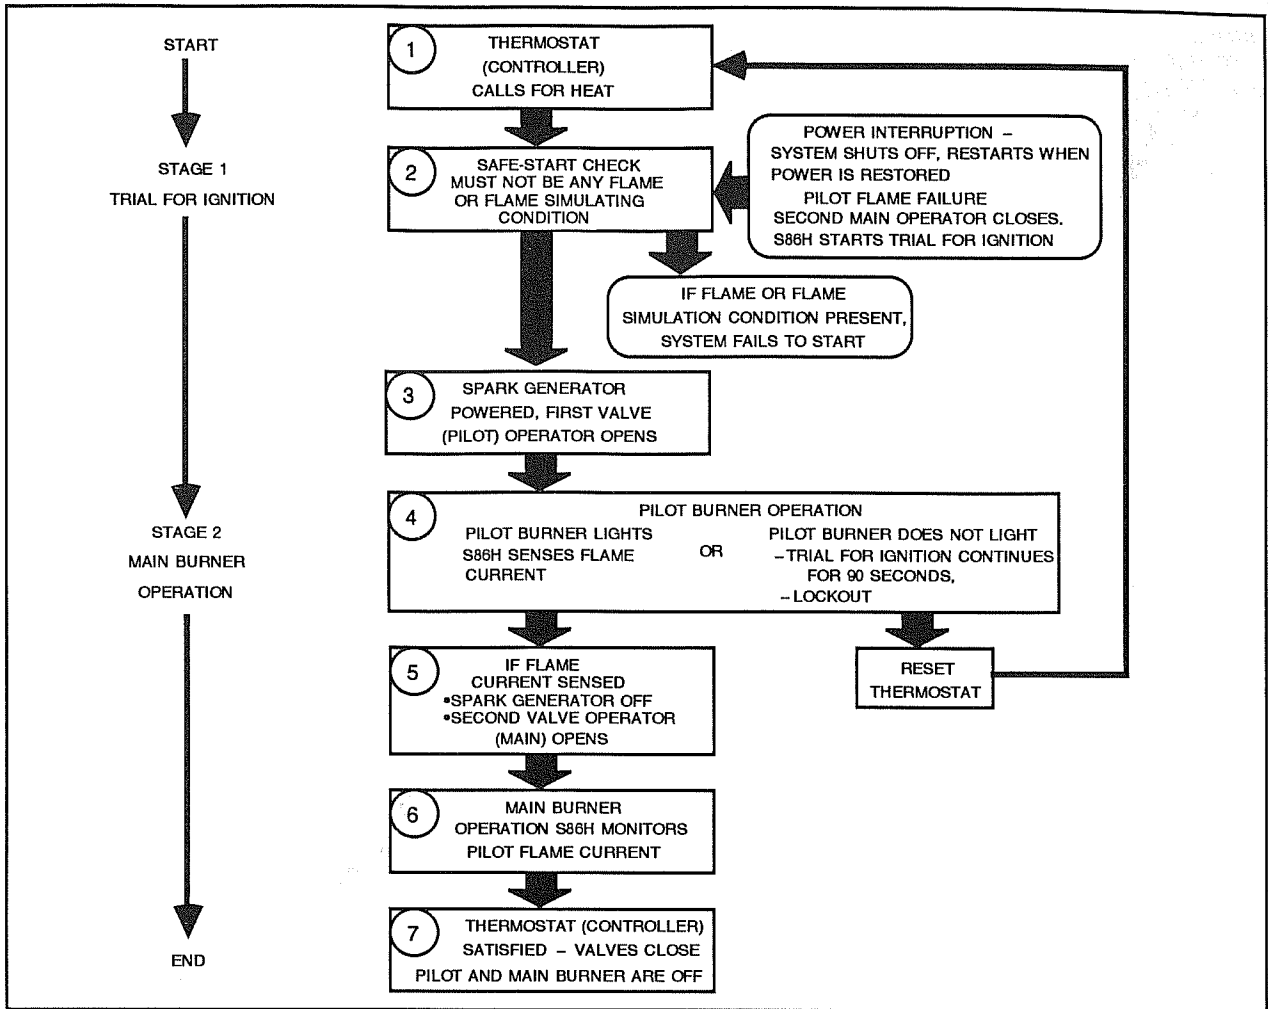 START
STAGE 1
TRIAL FOR IGNITION
STAGE 2
MAIN BURNER
OPERATION
END
1
THERMOSTAT
(CONTROLLER)
CALLS FOR HEAT
2
SAFE-START CHECK
MUST NOT BE ANY FLAME
OR FLAME SIMULATING
CONDITION
POWER INTERRUPTION –
SYSTEM SHUTS OFF, RESTARTS WHEN
POWER IS RESTORED
PILOT FLAME FAILURE
SECOND MAIN OPERATOR CLOSES.
S86H STARTS TRIAL FOR IGNITION
IF FLAME OR FLAME
SIMULATION CONDITION PRESENT,
SYSTEM FAILS TO START
3
SPARK GENERATOR
POWERED, FIRST VALVE
(PILOT) OPERATOR OPENS
4
PILOT BURNER OPERATION
PILOT BURNER LIGHTS
S86H SENSES FLAME
CURRENT
OR
PILOT BURNER DOES NOT LIGHT
–TRIAL FOR IGNITION CONTINUES
FOR 90 SECONDS,
–LOCKOUT
5
IF FLAME
CURRENT SENSED
•SPARK GENERATOR OFF
•SECOND VALVE OPERATOR
(MAIN) OPENS
RESET
THERMOSTAT
6
MAIN BURNER
OPERATION S86H MONITORS
PILOT FLAME CURRENT
7
THERMOSTAT (CONTROLLER)
SATISFIED – VALVES CLOSE
PILOT AND MAIN BURNER ARE OFF